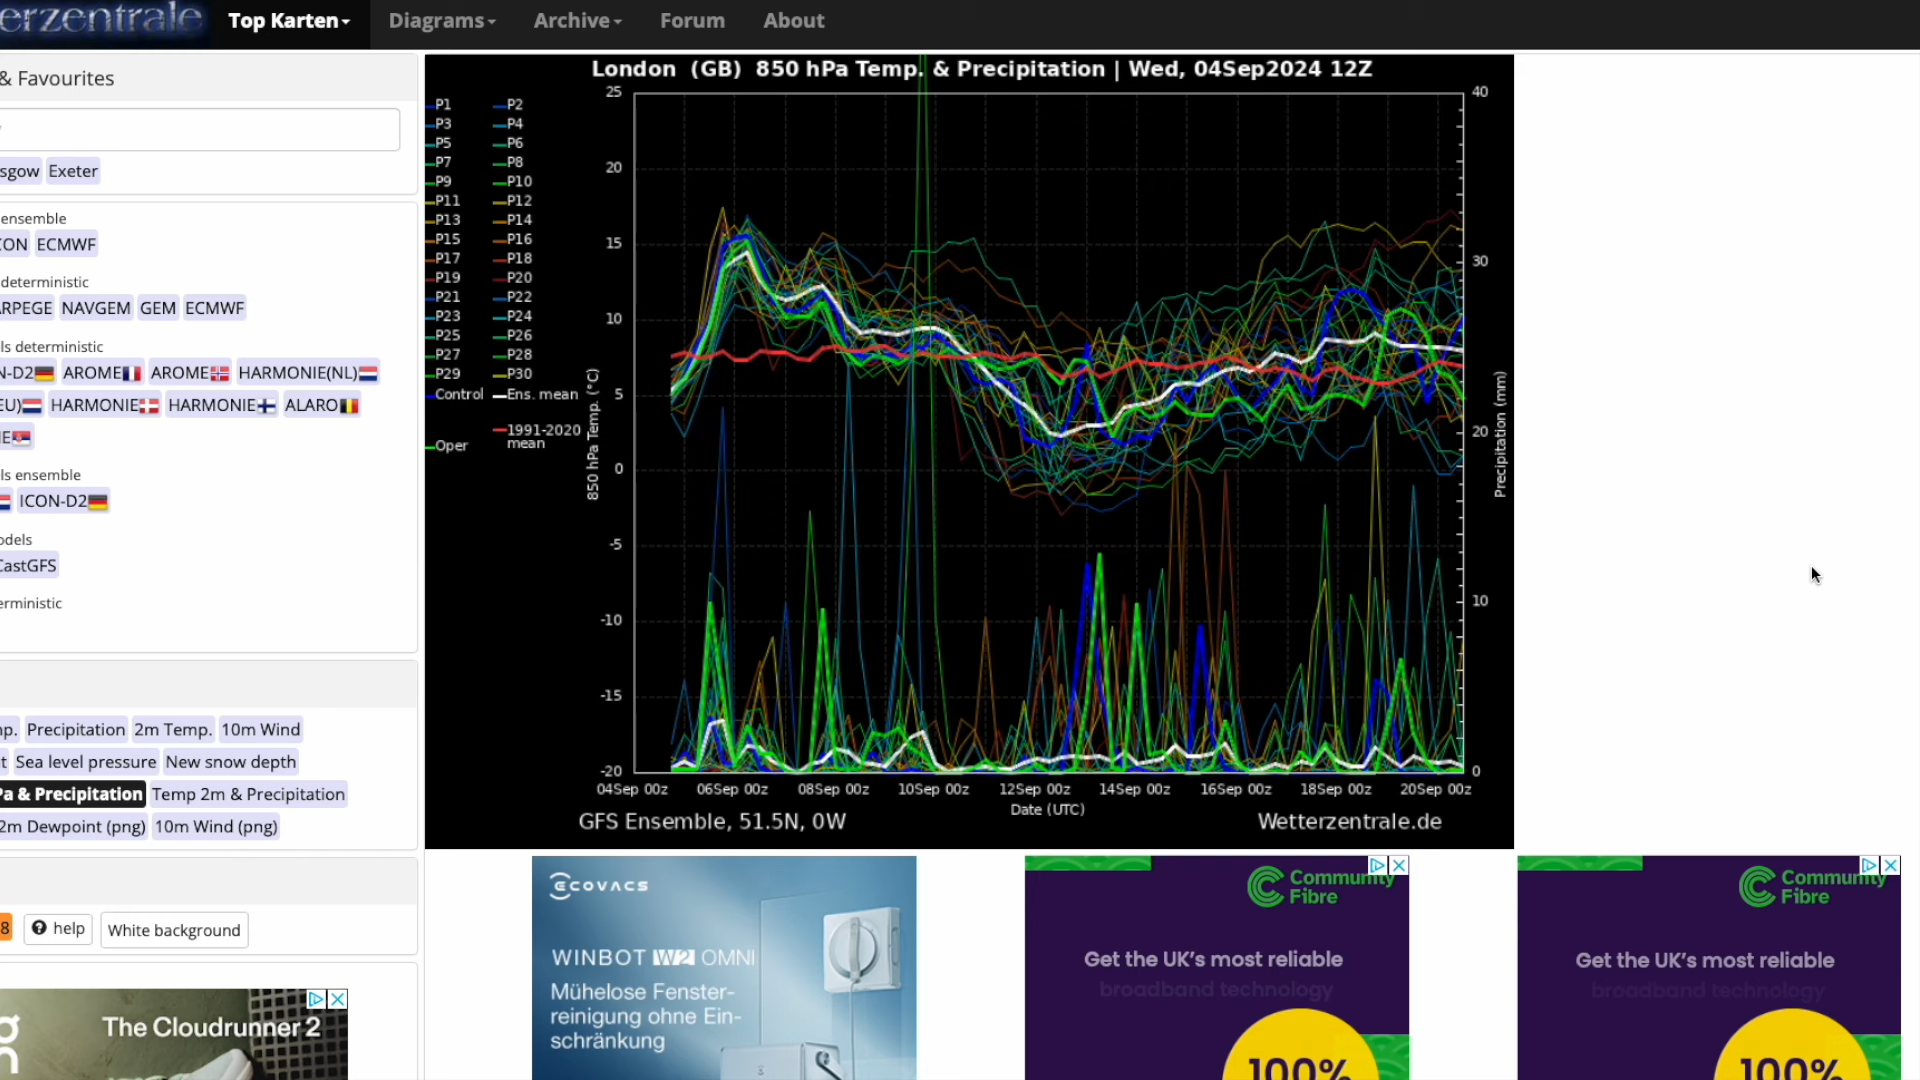 erzentrale
Top Karten
Diagrams
Archive
Forum
About
& Favourites
sgow
Exeter
ensemble
CON
ECMWF
deterministic
ARPEGE
NAVGEM
GEM
ECMWF
ls deterministic
N-D2
AROME
AROME
HARMONIE(NL)
EU)
HARMONIE
HARMONIE
ALARO
IE
ls ensemble
ICON-D2
odels
CastGFS
erministic
np.
Precipitation
2m Temp.
10m Wind
t
Sea level pressure
New snow depth
Pa & Precipitation
Temp 2m & Precipitation
2m Dewpoint (png)
10m Wind (png)
8
help
White background
The Cloudrunner 2
London (GB) 850 hPa Temp. & Precipitation | Wed, 04Sep2024 12Z
P1 P2
P3 P4
P5 P6
P7 P8
P9 P10
P11 P12
P13 P14
P15 P16
P17 P18
P19 P20
P21 P22
P23 P24
P25 P26
P27 P28
P29 P30
Control Ens. mean
1991-2020
mean
Oper
850 hPa Temp. (°C)
25
20
15
10
5
0
-5
-10
-15
-20
40
30
20
10
0
Precipitation (mm)
04Sep 00z 06Sep 00z 08Sep 00z 10Sep 00z 12Sep 00z 14Sep 00z 16Sep 00z 18Sep 00z 20Sep 00z
Date (UTC)
GFS Ensemble, 51.5N, 0W
Wetterzentrale.de
ECOVACS
WINBOT W2 OMNI
Mühelose Fenster-
reinigung ohne Ein-
schränkung
Community
Fibre
Get the UK's most reliable
broadband technology
100%
Community
Fibre
Get the UK's most reliable
broadband technology
100%